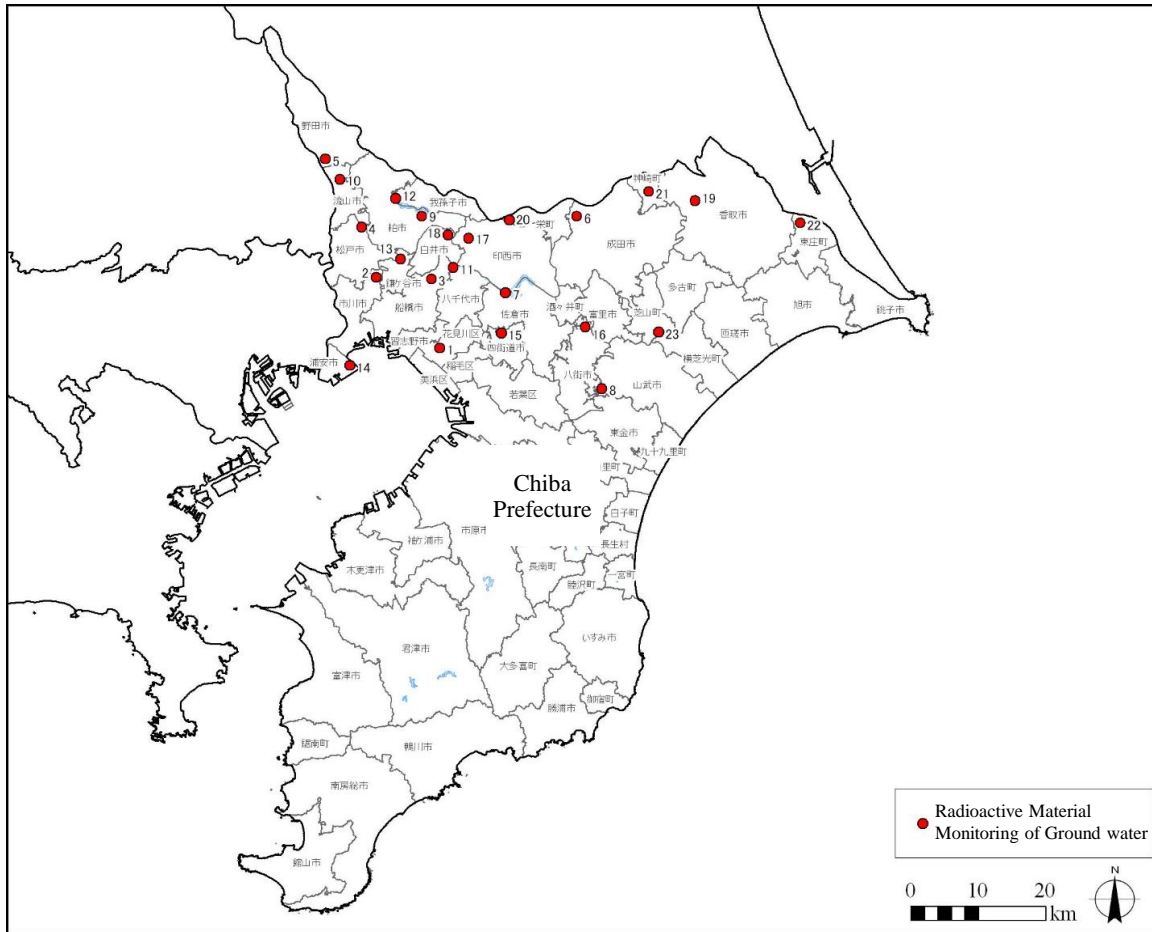 野田市
5
10
流山市
12
我孫子市
9
4
柏市
松戸市
13
18
17
白井市
11
2
鎌ケ谷市
3
市川市
船橋市
八千代市
習志野市
花見川区
1
稲毛区
美浜区
浦安市
14
20
栄町
6
印西市
成田市
7
佐倉市
酒々井町
富里市
15
四街道市
16
若葉区
八街市
8
神崎町
21
19
香取市
22
東庄町
多古町
芝山町
23
旭市
銚子市
匝瑳市
横芝光町
山武市
東金市
九十九里町
里町
白子町
長生村
Chiba
Prefecture
市原市
袖ケ浦市
木更津市
長南町
睦沢町
一宮町
いすみ市
君津市
大多喜町
富津市
御宿町
勝浦市
鋸南町
鴨川市
南房総市
館山市
Radioactive Material
Monitoring of Ground water
N
0 10 20
km